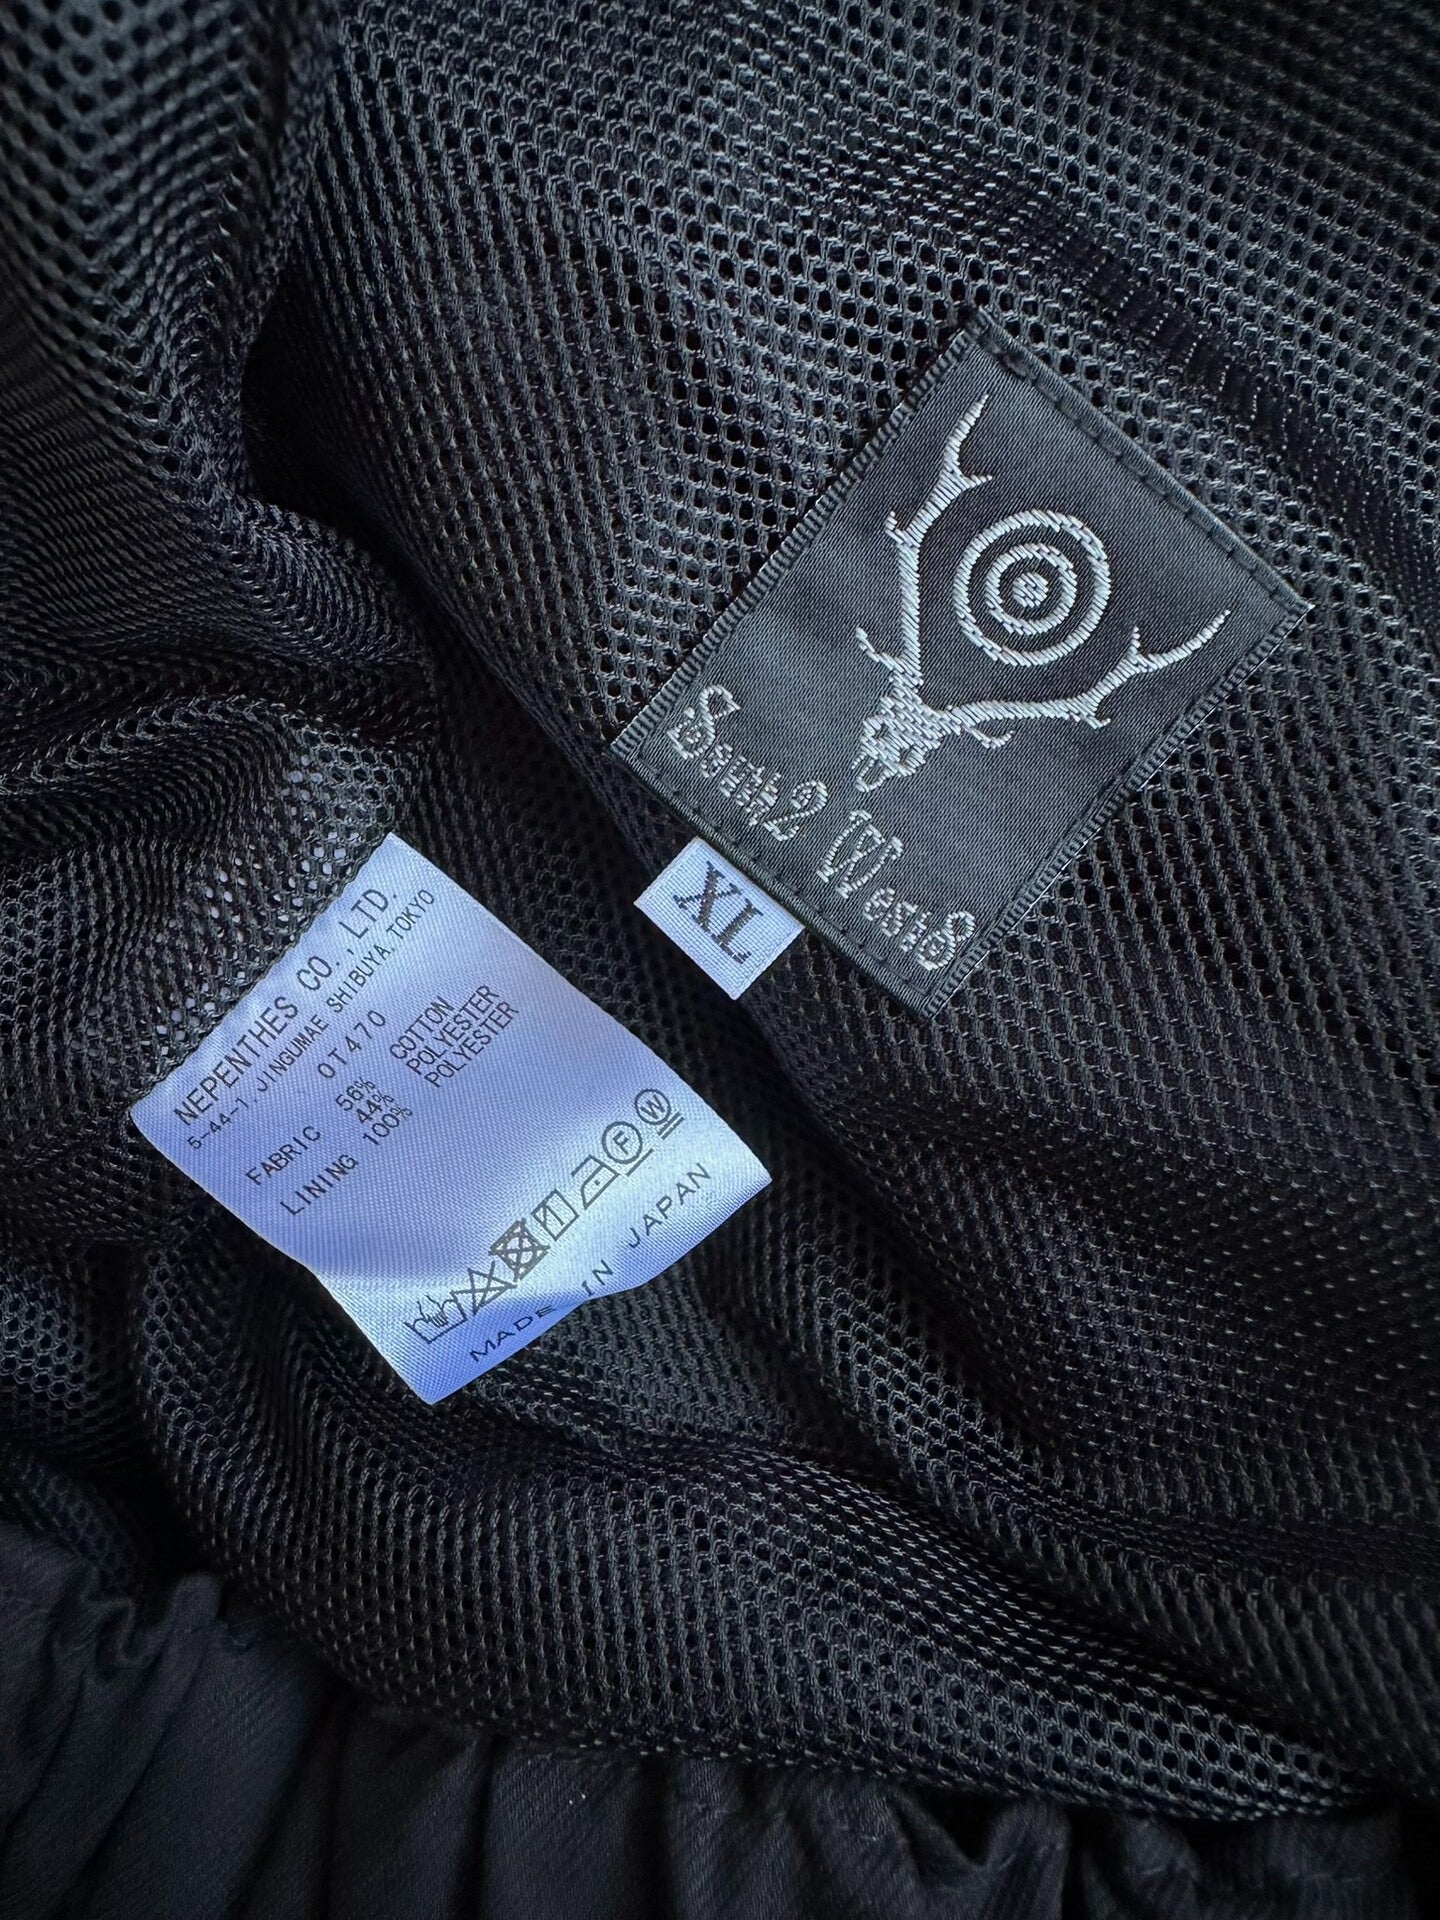 South2 West8
XL
NEPENTHES CO., LTD.
5-44-1, JINGUMAE SHIBUYA, TOKYO
OT470
FABRIC 56% COTTON
44% POLYESTER
LINING 100% POLYESTER
F W
MADE IN JAPAN